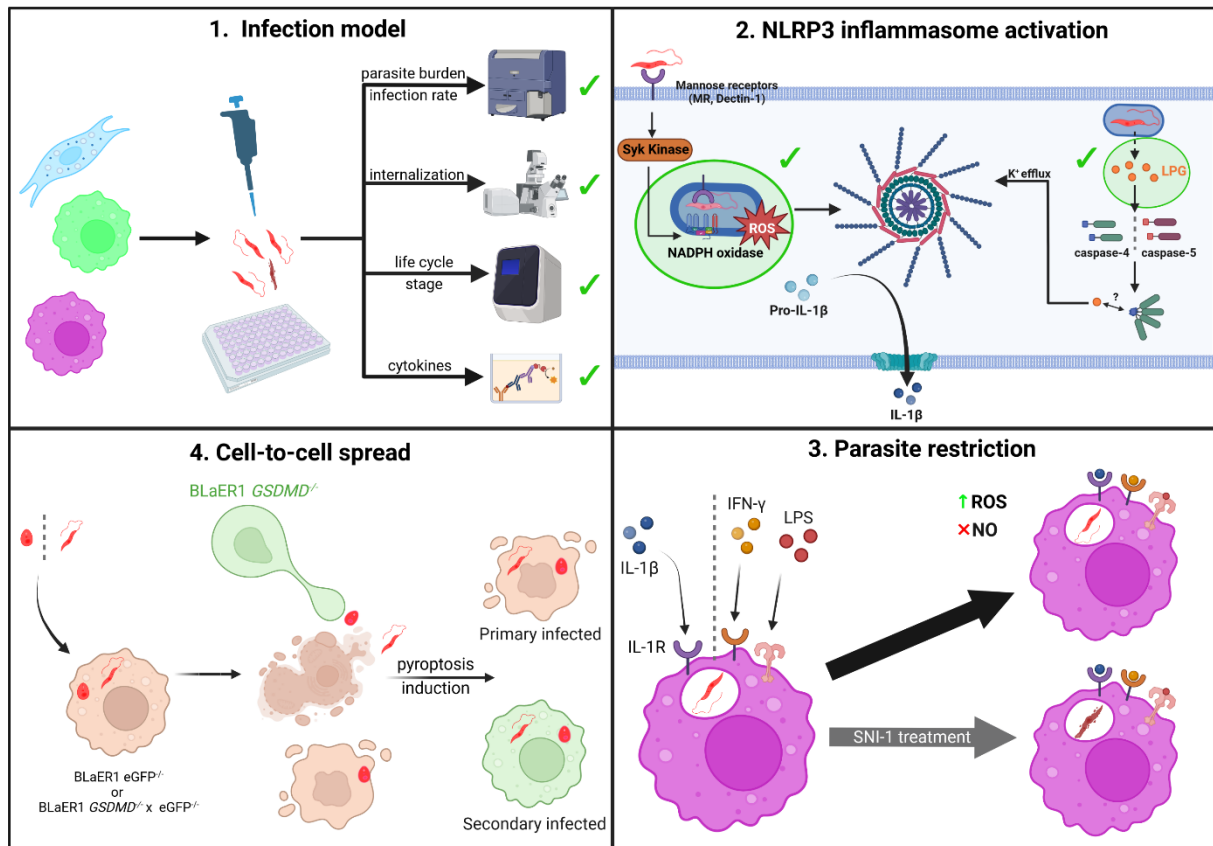 1. Infection model
parasite burden
infection rate
internalization
life cycle
stage
cytokines
2. NLRP3 inflammasome activation
Mannose receptors
(MR, Dectin-1)
Syk Kinase
ROS
NADPH oxidase
Pro-IL-1β
IL-1β
K⁺ efflux
LPG
caspase-4 caspase-5
?
4. Cell-to-cell spread
BLaER1 GSDMD⁻/⁻
BLaER1 eGFP⁻/⁻
or
BLaER1 GSDMD⁻/⁻ x eGFP⁻/⁻
pyroptosis
induction
Primary infected
Secondary infected
3. Parasite restriction
IL-1β
IFN-γ
LPS
IL-1R
↑ROS
×NO
SNI-1 treatment